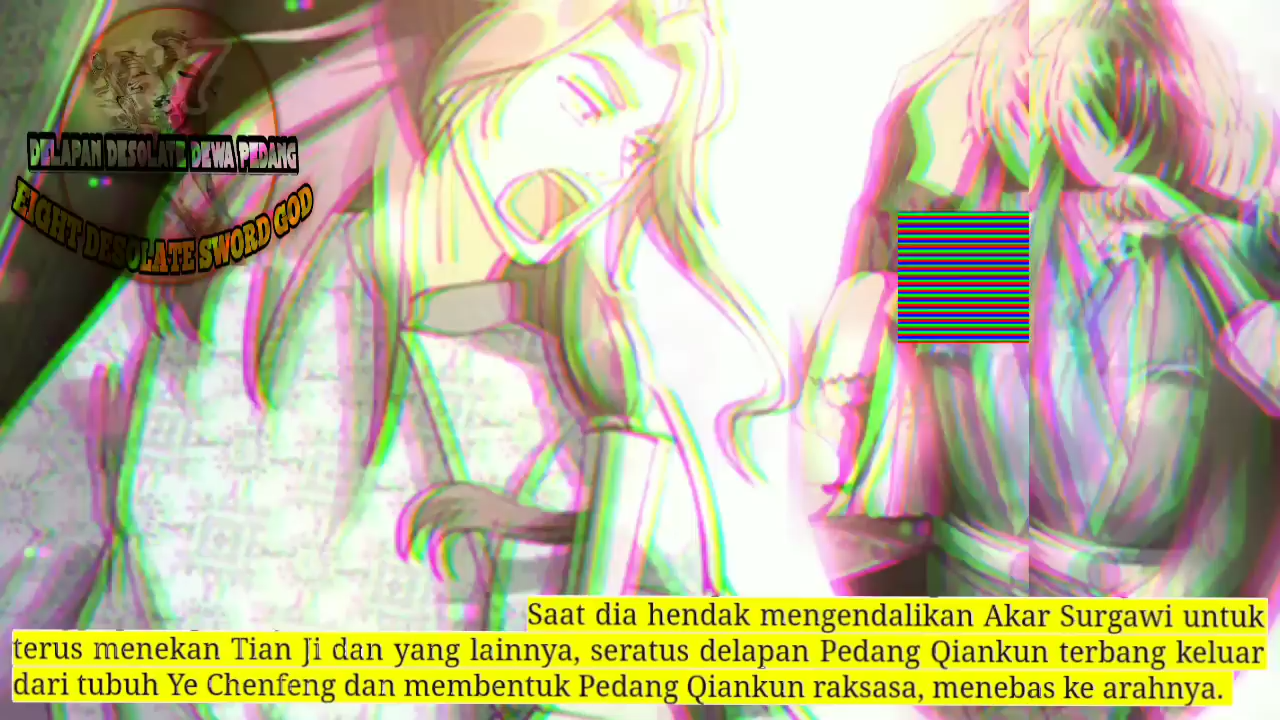 DELAPAN DESOLATE DEWA PEDANG
EIGHT DESOLATE SWORD GOD
Saat dia hendak mengendalikan Akar Surgawi untuk
terus menekan Tian Ji dan yang lainnya, seratus delapan Pedang Qiankun terbang keluar
dari tubuh Ye Chenfeng dan membentuk Pedang Qiankun raksasa, menebas ke arahnya.